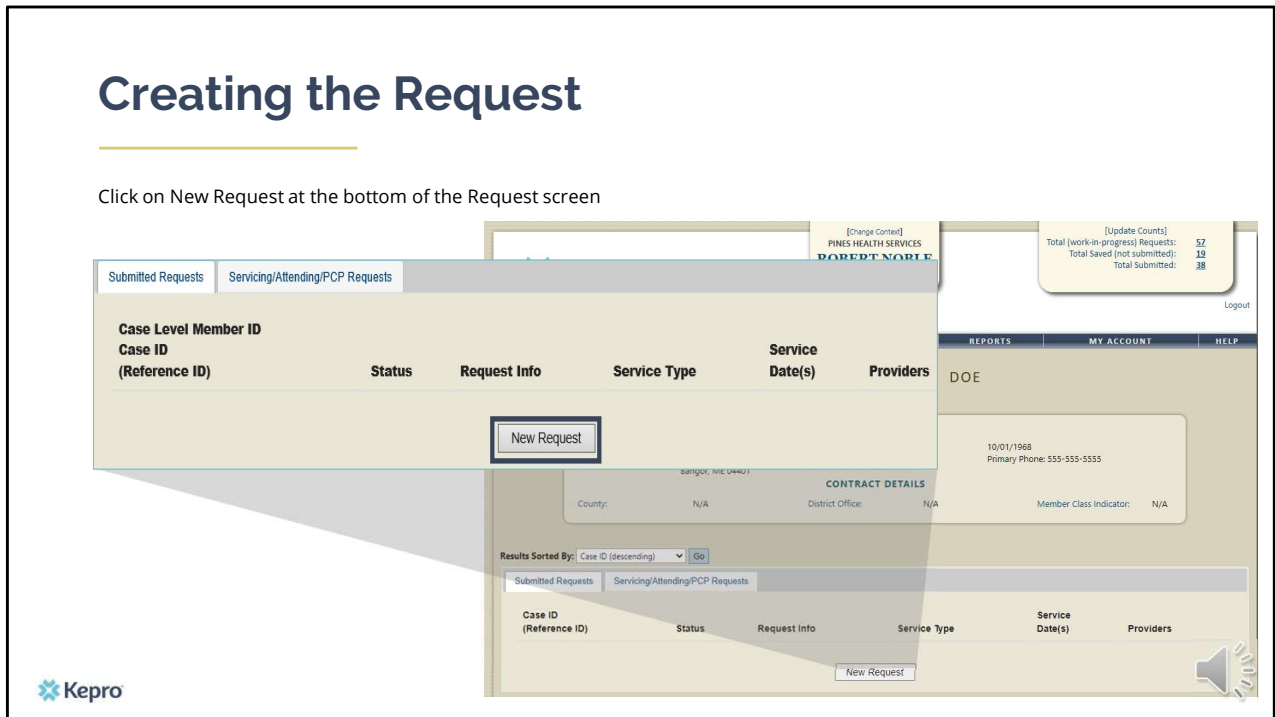 Creating the Request
Click on New Request at the bottom of the Request screen
[Change Context]
PINES HEALTH SERVICES
ROBERT NOBLE
[Update Counts]
Total (work-in-progress) Requests: 57
Total Saved (not submitted): 19
Total Submitted: 38
Logout
REPORTS MY ACCOUNT HELP
Submitted Requests Servicing/Attending/PCP Requests
Case Level Member ID
Case ID
(Reference ID) Status Request Info Service Type Service Date(s) Providers
New Request
DOE
10/01/1968
Primary Phone: 555-555-5555
Bangor, ME 04401
CONTRACT DETAILS
County: N/A District Office: N/A Member Class Indicator: N/A
Results Sorted By: Case ID (descending) Go
Submitted Requests Servicing/Attending/PCP Requests
Case ID
(Reference ID) Status Request Info Service Type Service Date(s) Providers
New Request
Kepro